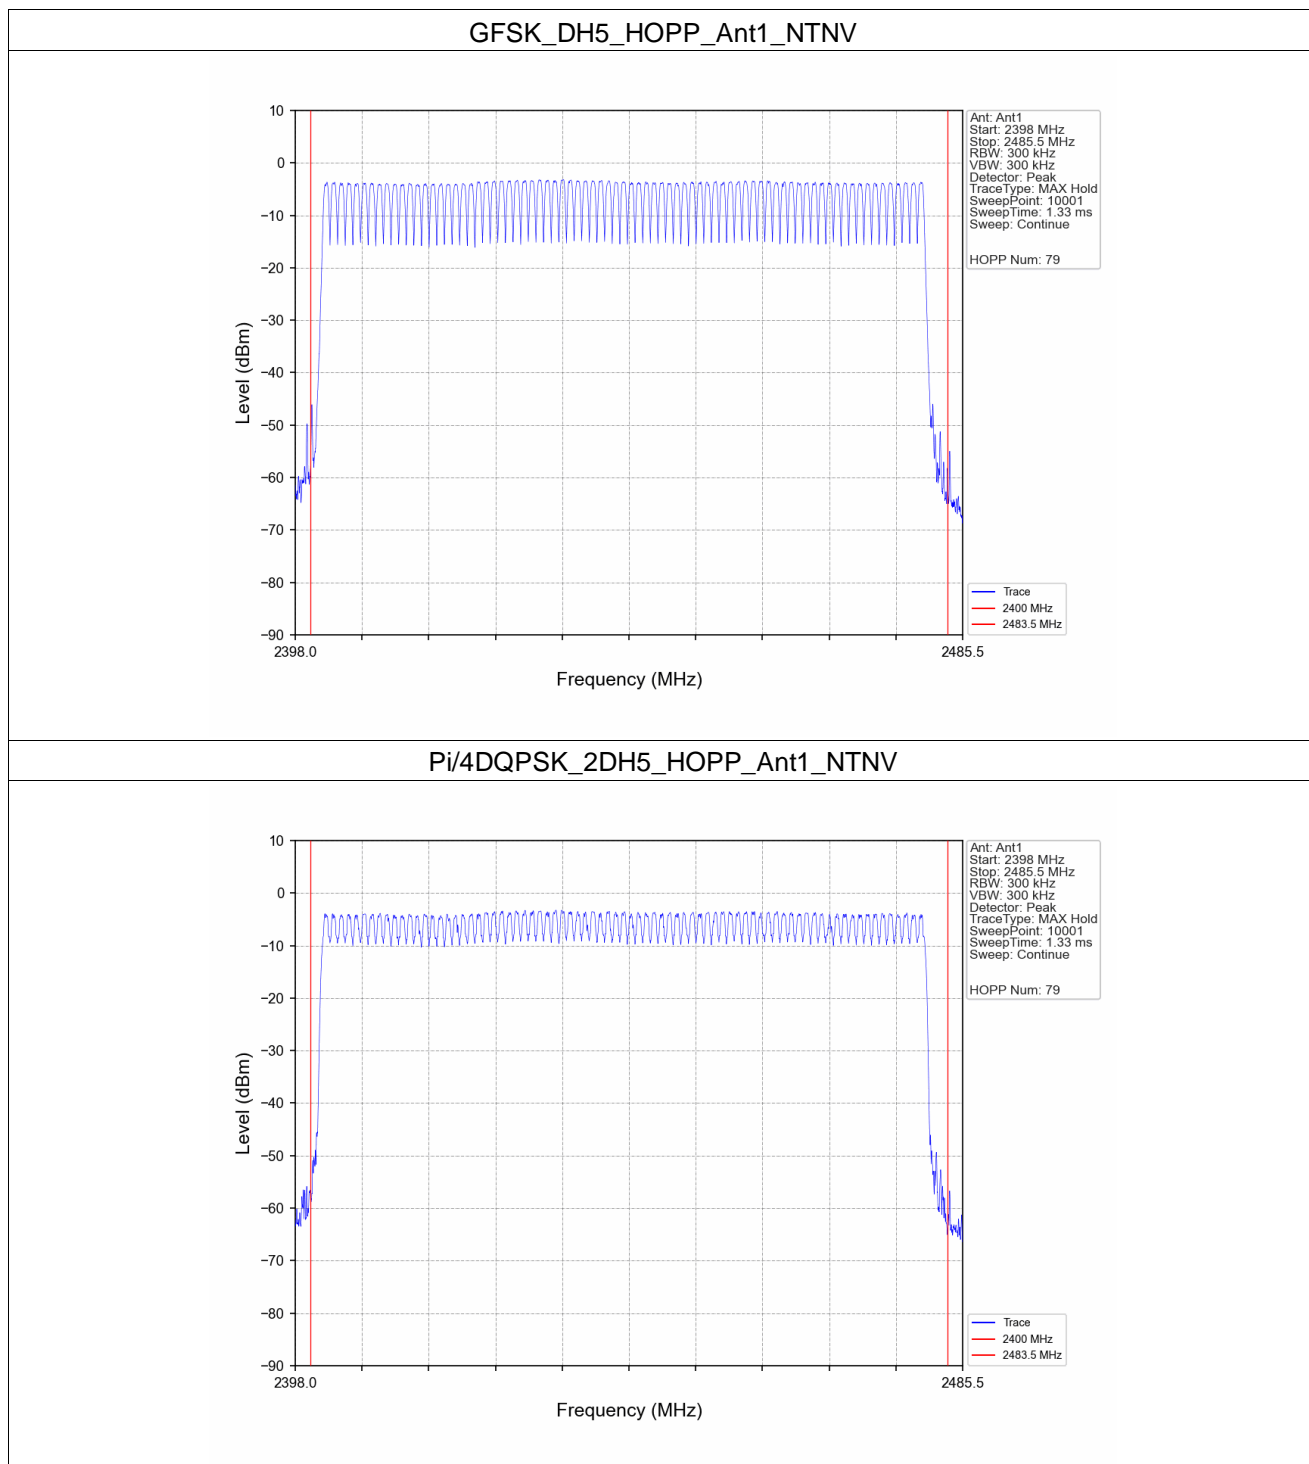 GFSK_DH5_HOPP_Ant1_NTNV
10
0
−10
−20
−30
−40
−50
−60
−70
−80
−90
Level (dBm)
2398.0
2485.5
Frequency (MHz)
Ant: Ant1
Start: 2398 MHz
Stop: 2485.5 MHz
RBW: 300 kHz
VBW: 300 kHz
Detector: Peak
TraceType: MAX Hold
SweepPoint: 10001
SweepTime: 1.33 ms
Sweep: Continue
HOPP Num: 79
Trace
2400 MHz
2483.5 MHz
Pi/4DQPSK_2DH5_HOPP_Ant1_NTNV
10
0
−10
−20
−30
−40
−50
−60
−70
−80
−90
Level (dBm)
2398.0
2485.5
Frequency (MHz)
Ant: Ant1
Start: 2398 MHz
Stop: 2485.5 MHz
RBW: 300 kHz
VBW: 300 kHz
Detector: Peak
TraceType: MAX Hold
SweepPoint: 10001
SweepTime: 1.33 ms
Sweep: Continue
HOPP Num: 79
Trace
2400 MHz
2483.5 MHz